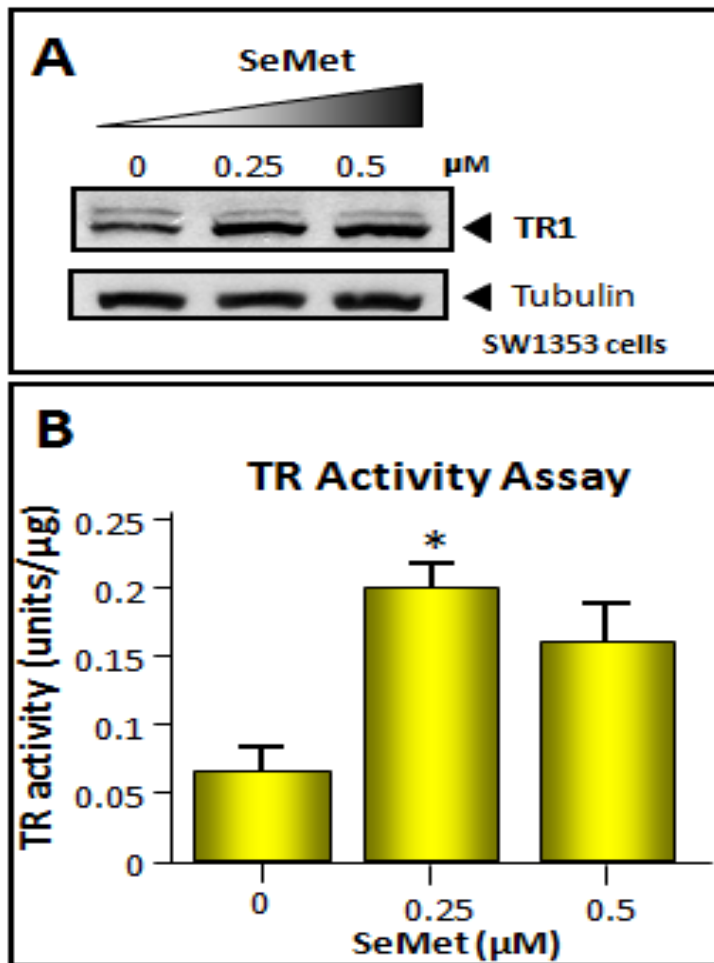 A
SeMet
0 0.25 0.5 μM
TR1
Tubulin
SW1353 cells
B
TR Activity Assay
TR activity (units/μg)
0.25
*
0.2
0.15
0.1
0.05
0
0 0.25 0.5
SeMet (μM)